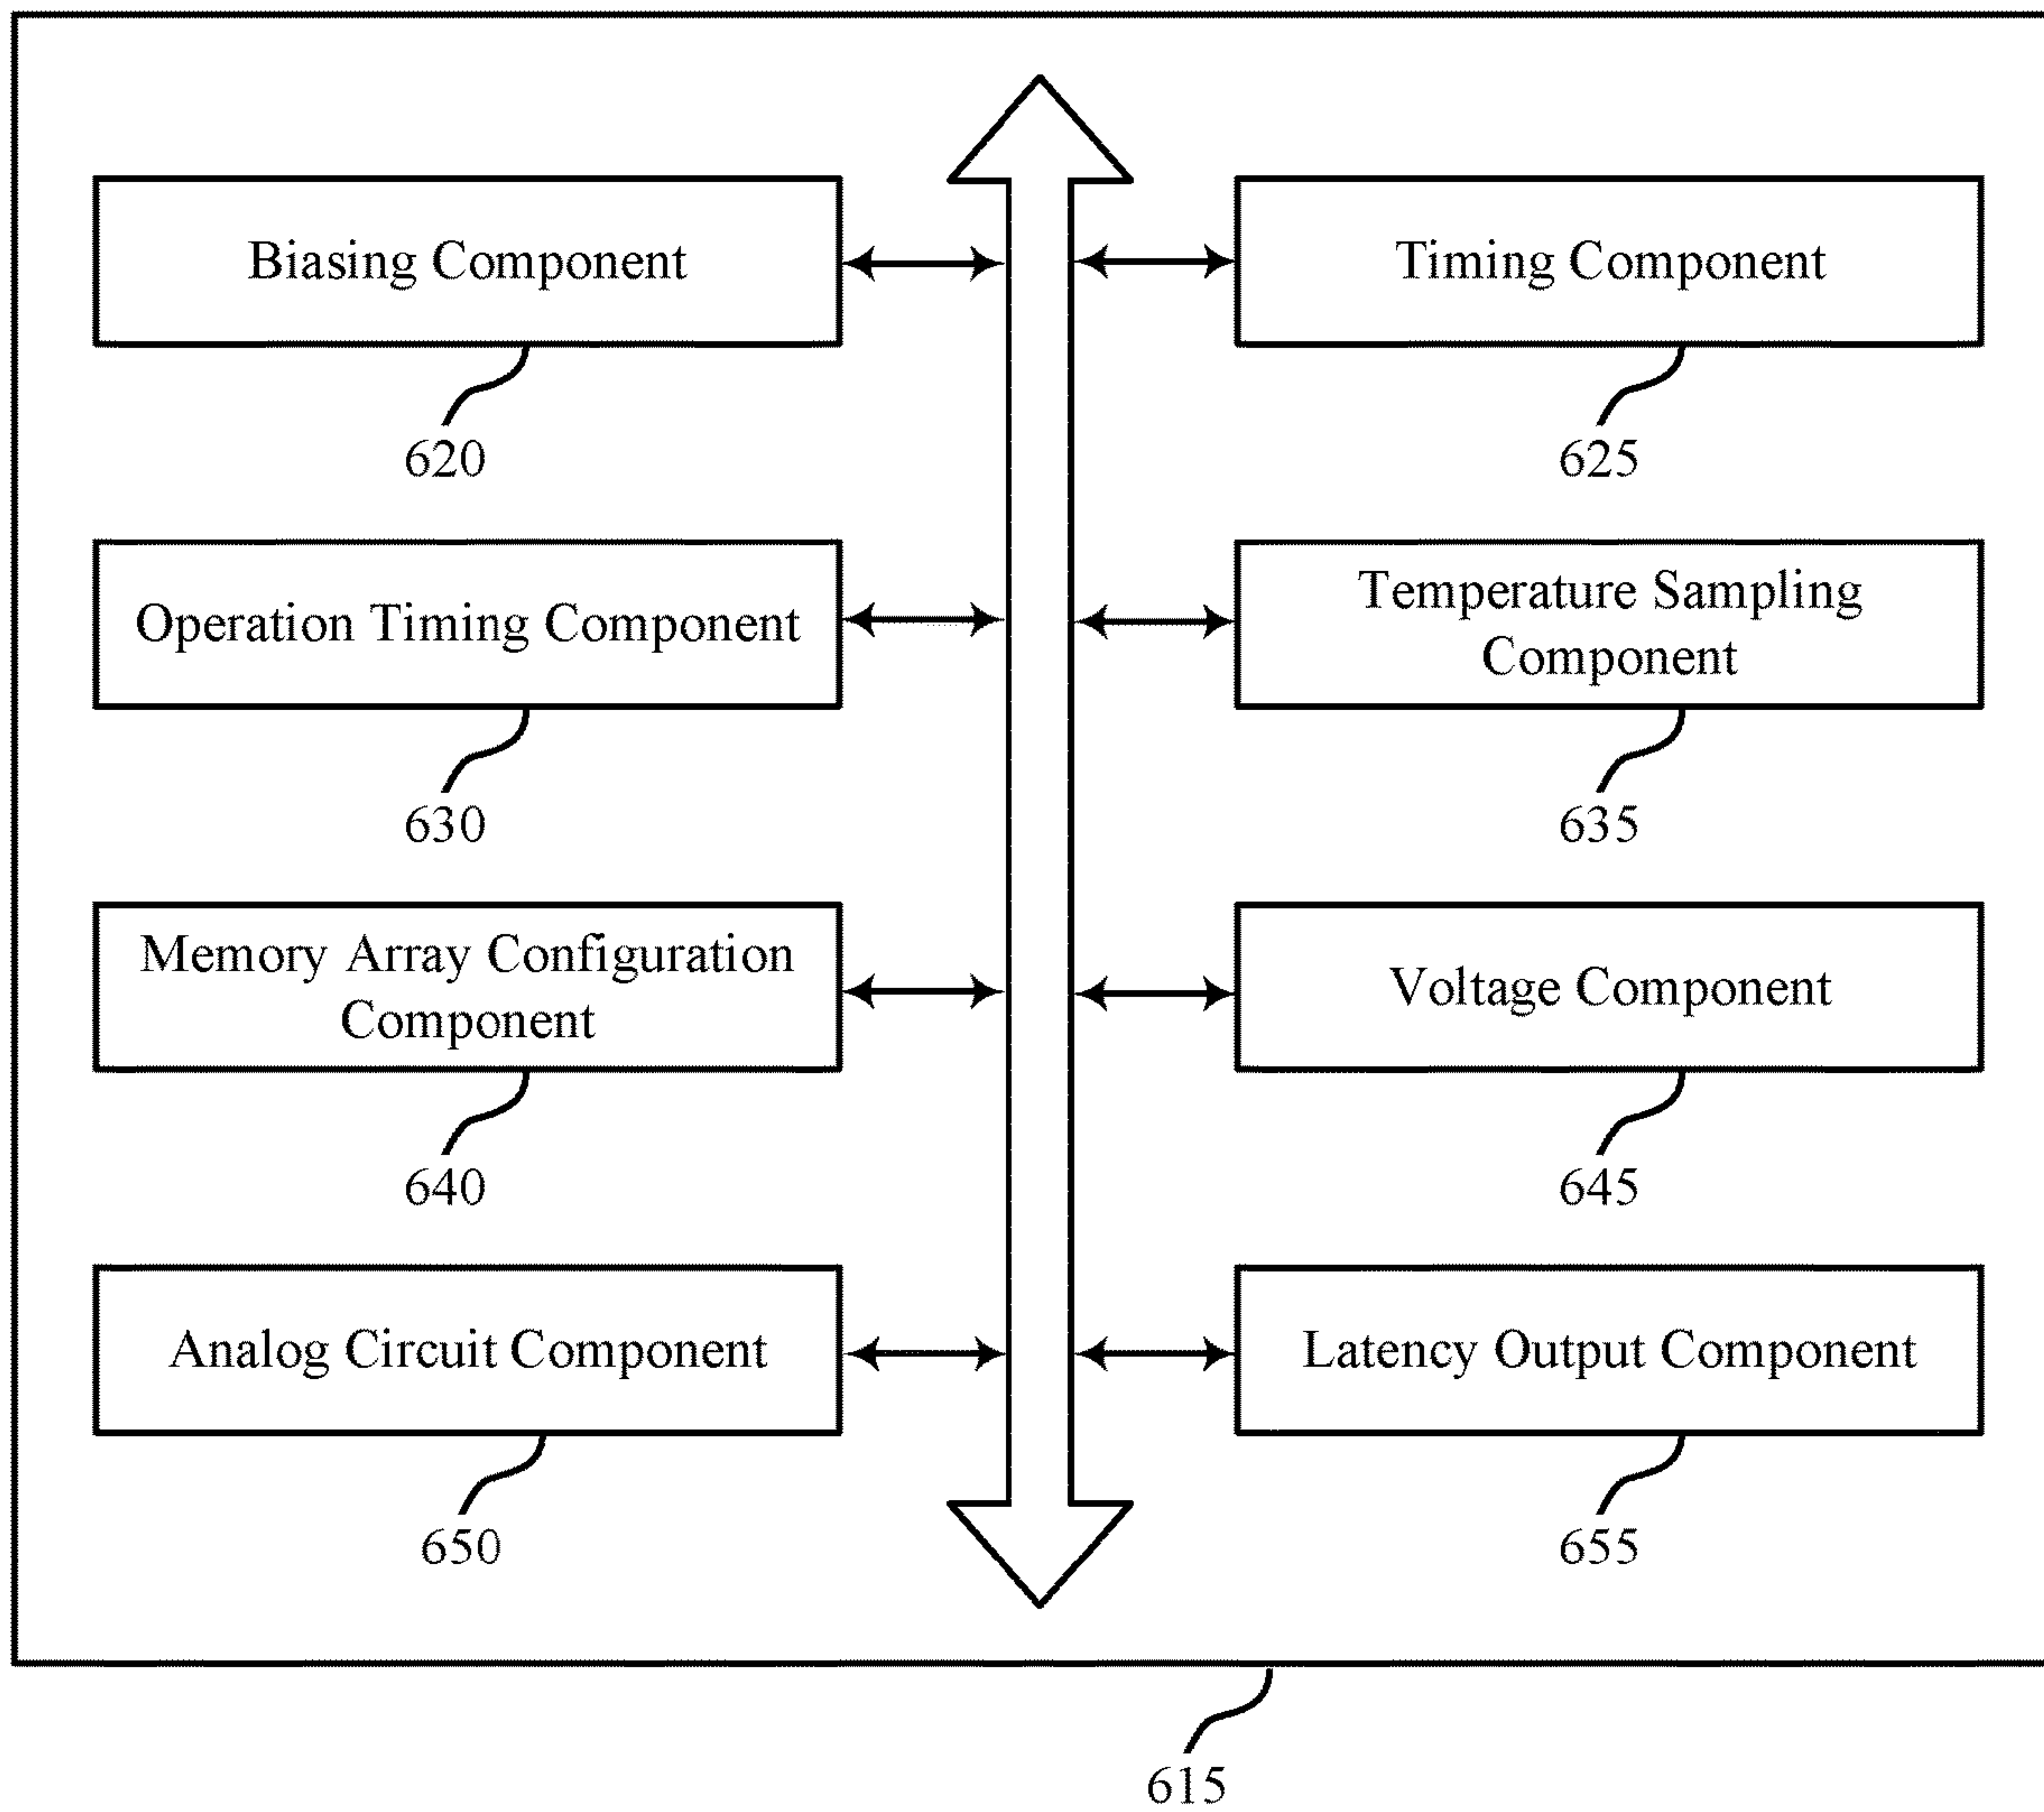 Biasing Component
620
Timing Component
625
Operation Timing Component
630
Temperature Sampling
Component
635
Memory Array Configuration
Component
640
Voltage Component
645
Analog Circuit Component
650
Latency Output Component
655
615